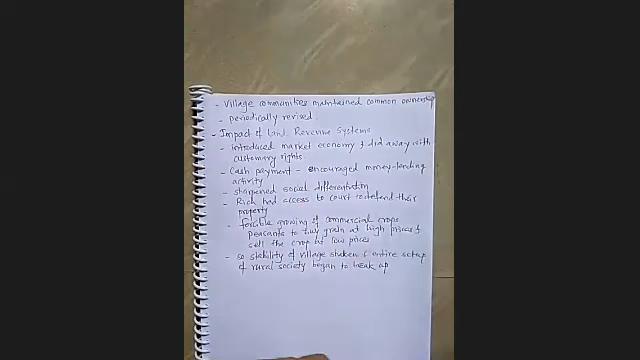 - Village communities maintained common ownership
- periodically revised.
- Impact of Land Revenue Systems
- introduced market economy & did away with
customary rights
- Cash payment - encouraged money-lending
activity
- sharpened social differentiation
- Rich had access to court to defend their
property
- forcible growing of commercial crops
peasants to buy grain at high prices &
sell the crop at low prices
- so stability of village shaken & entire setup
of rural society began to break up